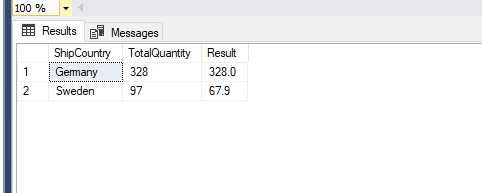 100 %
Results Messages
ShipCountry TotalQuantity Result
1 Germany 328 328.0
2 Sweden 97 67.9